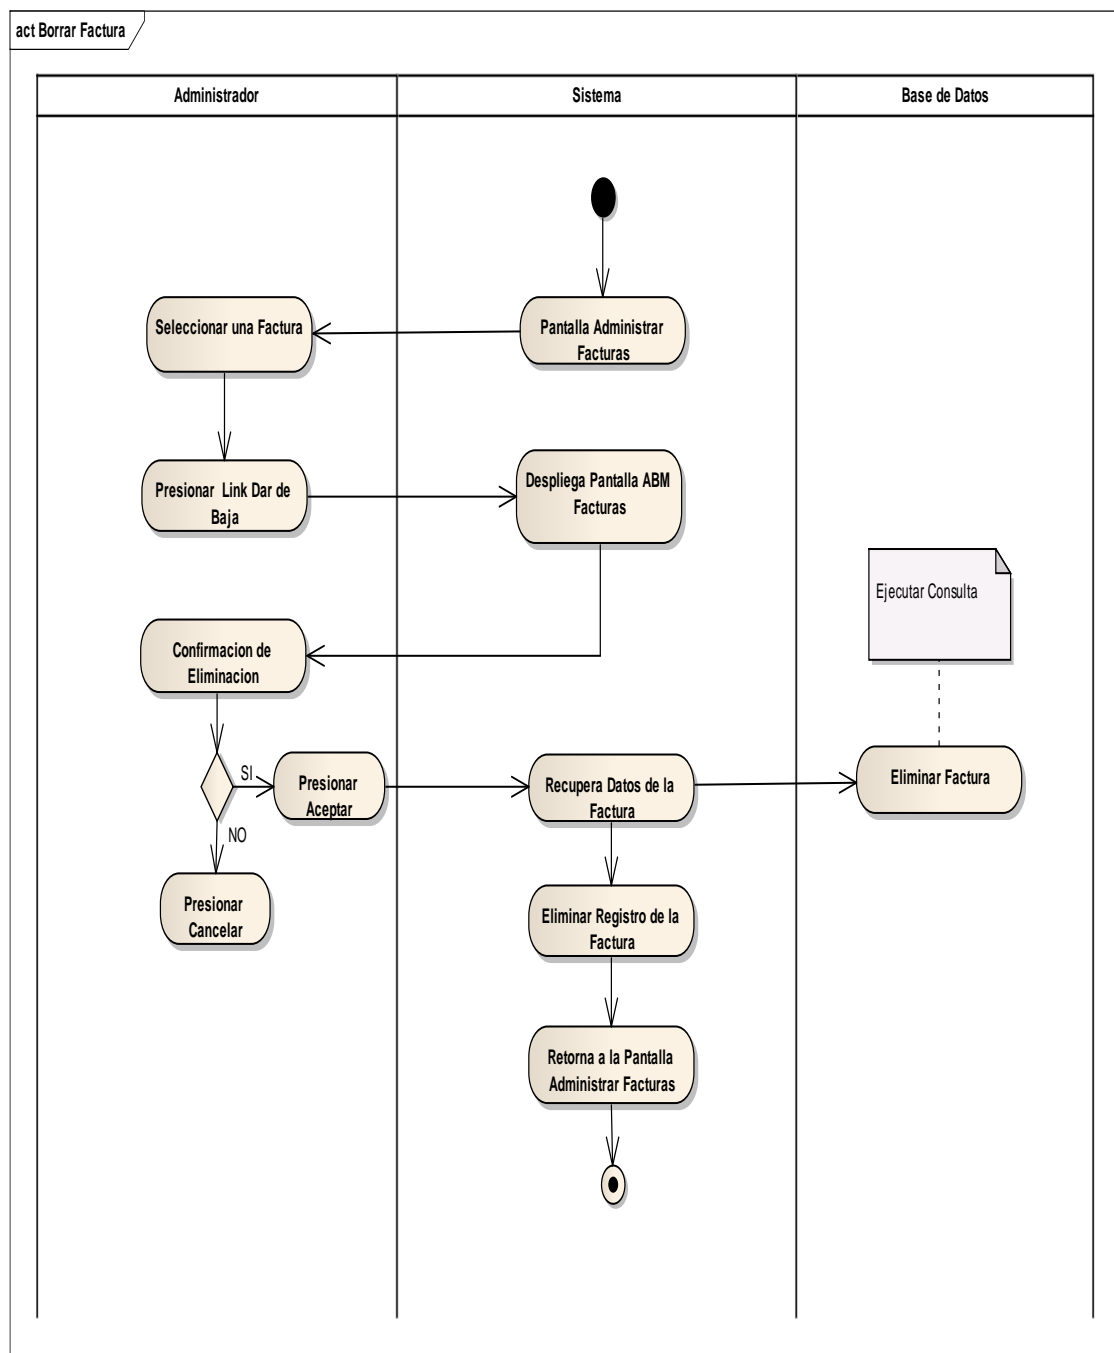 act Borrar Factura
Administrador
Sistema
Base de Datos
Pantalla Administrar
Facturas
Seleccionar una Factura
Presionar Link Dar de
Baja
Despliega Pantalla ABM
Facturas
Ejecutar Consulta
Confirmacion de
Eliminacion
SI
Presionar
Aceptar
Recupera Datos de la
Factura
Eliminar Factura
NO
Presionar
Cancelar
Eliminar Registro de la
Factura
Retorna a la Pantalla
Administrar Facturas